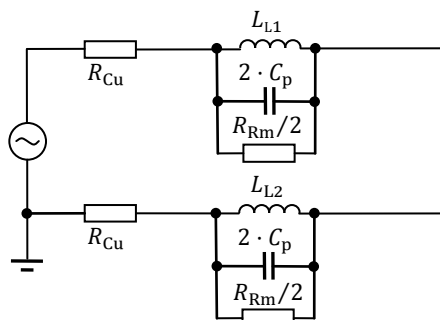 L_L1
R_Cu
2 · C_p
R_Rm/2
L_L2
R_Cu
2 · C_p
R_Rm/2